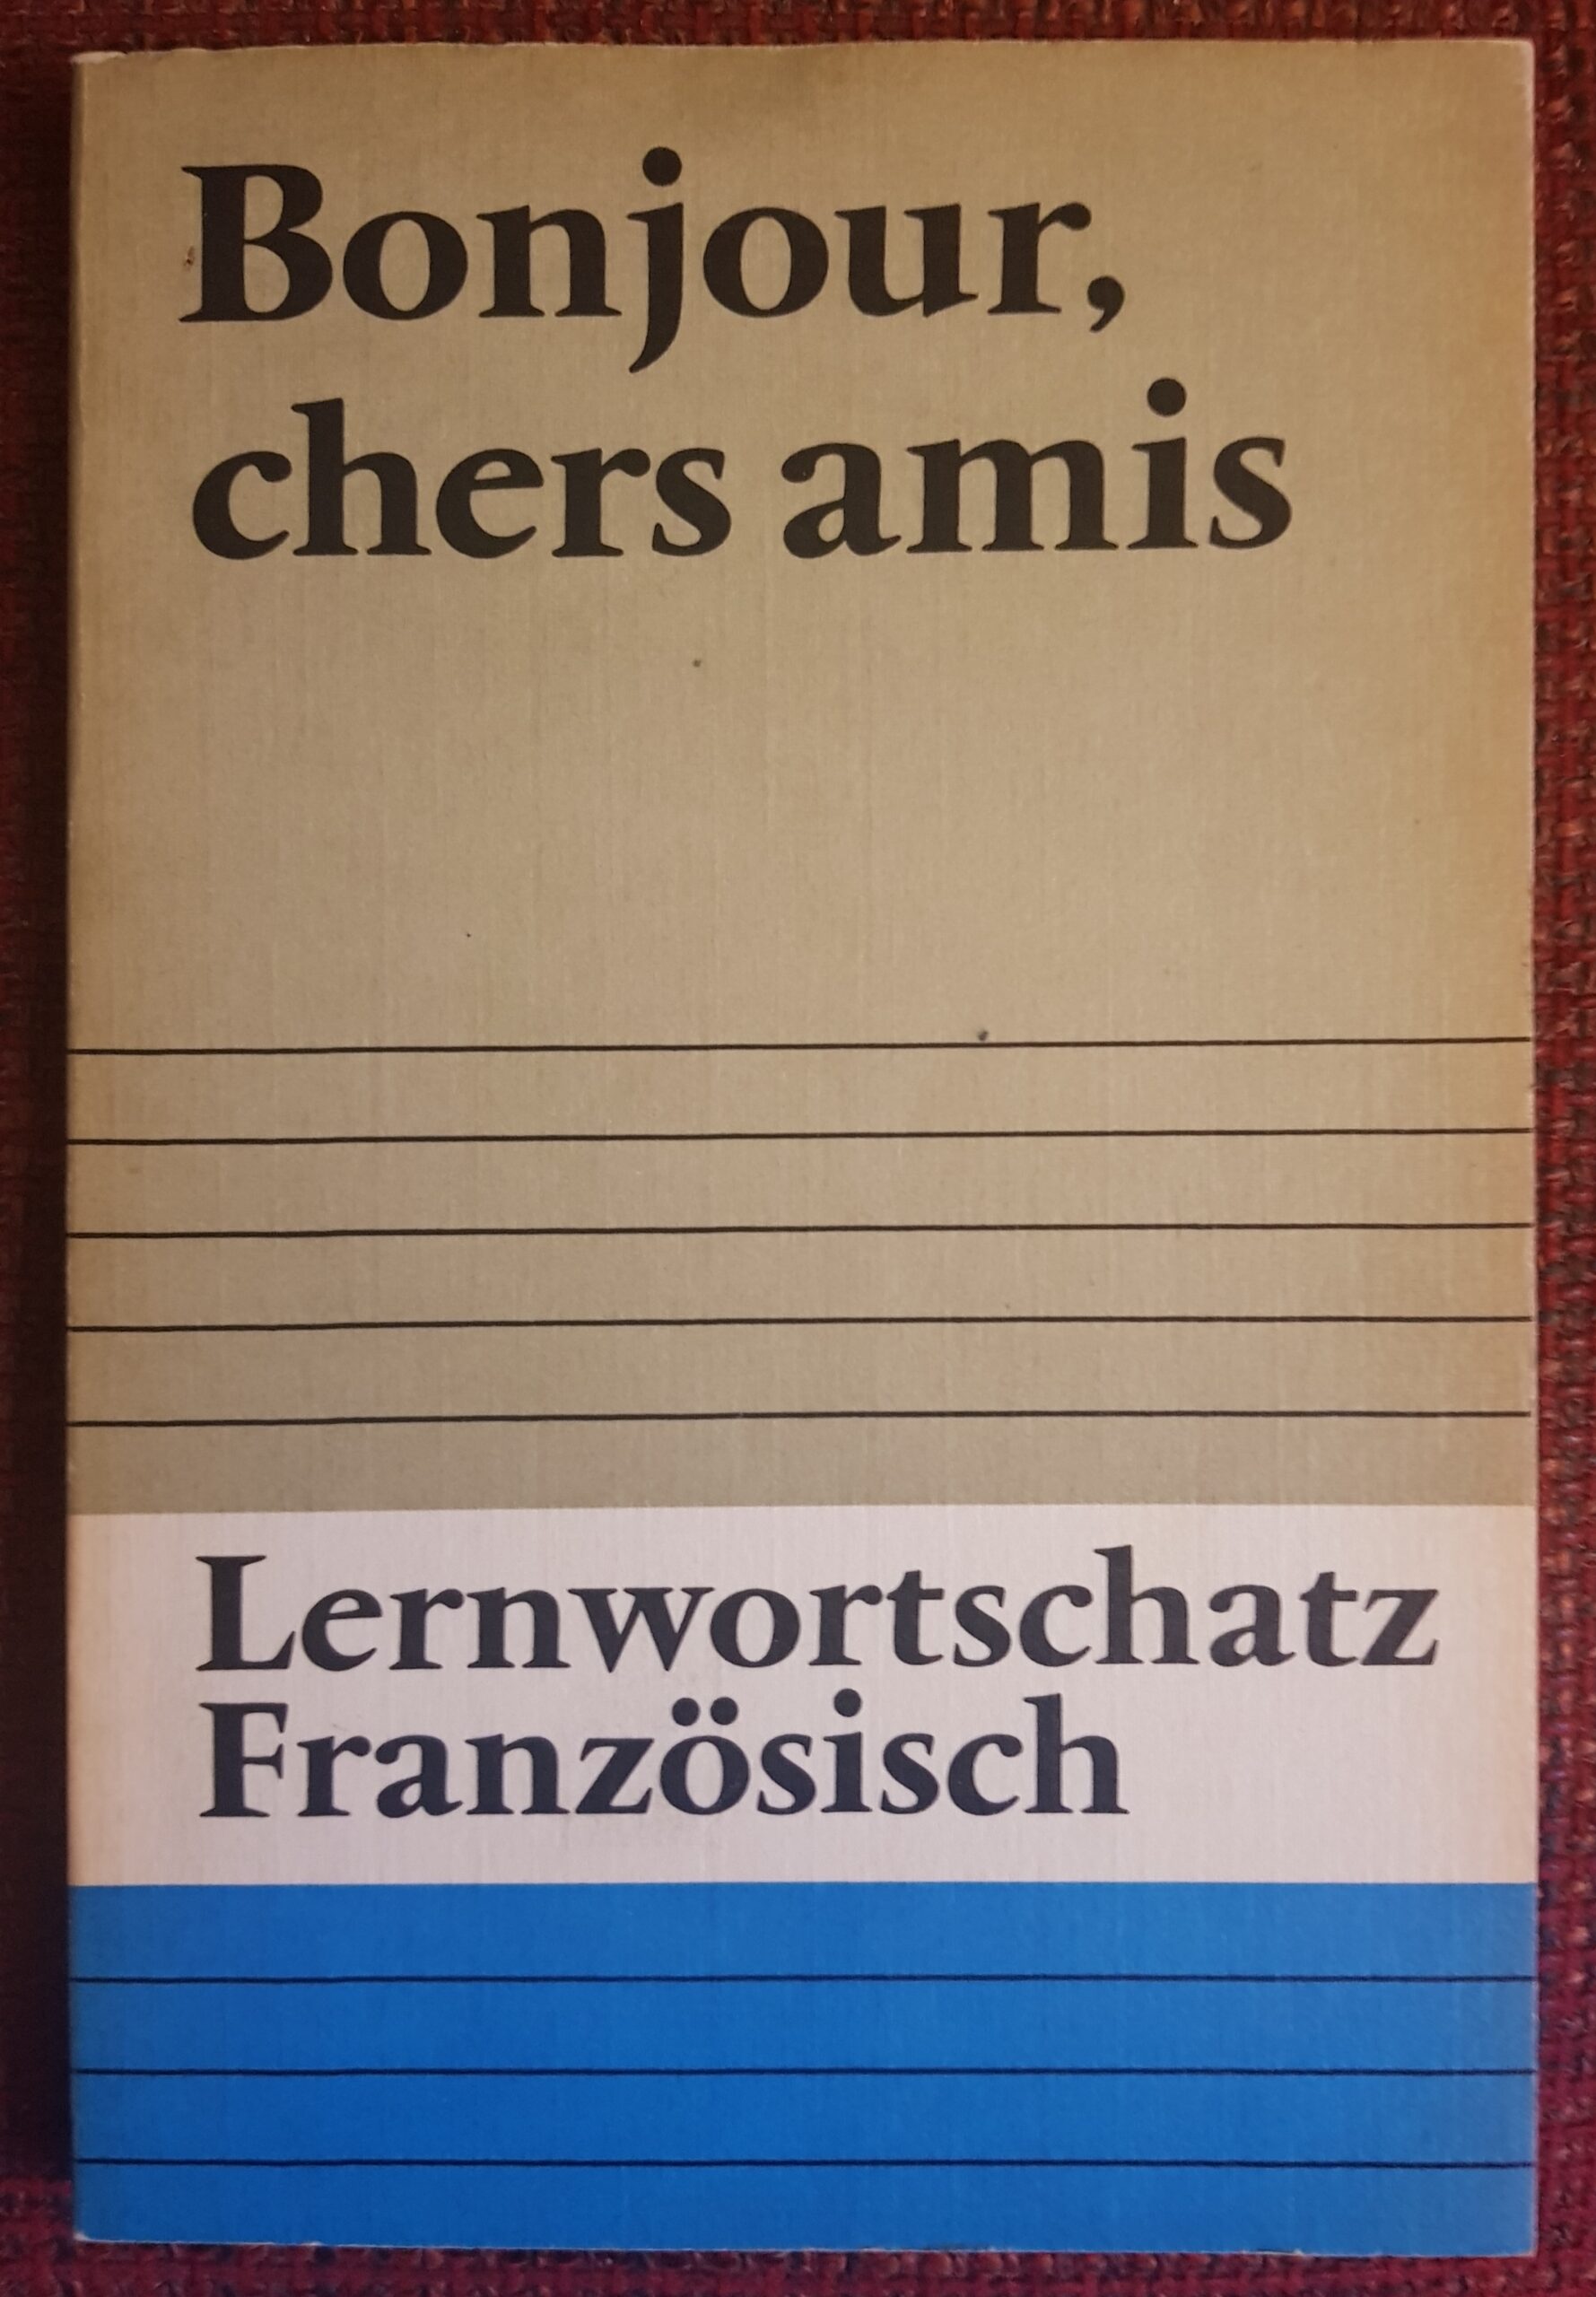 Bonjour,
chers amis
Lernwortschatz
Französisch